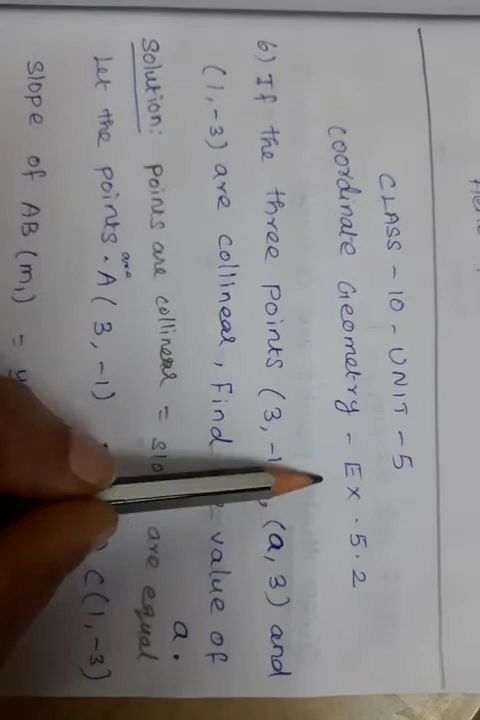 CLASS - 10 - UNIT - 5
Coordinate Geometry - Ex. 5.2
6) If the three points (3, -1), (a, 3) and
(1, -3) are collinear, find value of
a.
Solution: points are collinear = are equal
Let the points are A(3, -1) C(1, -3)
Slope of AB (m₁) =